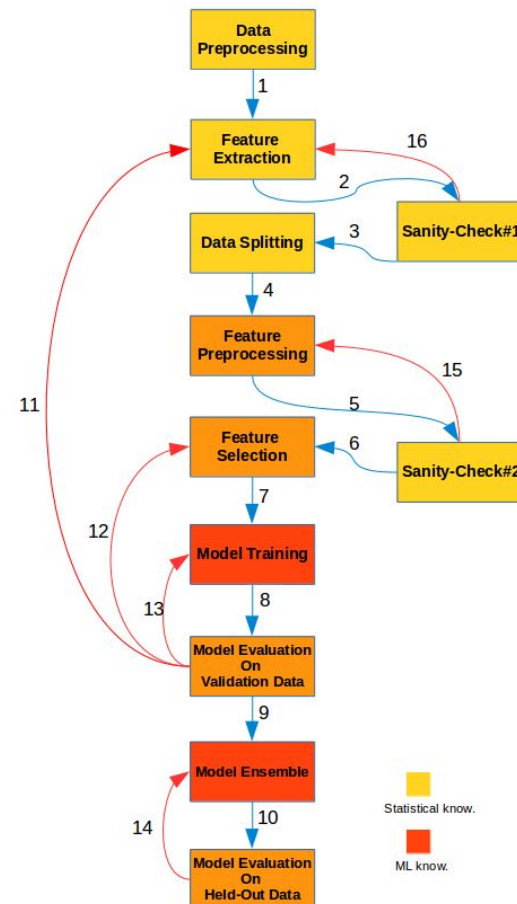 Data
Preprocessing
1
Feature
Extraction
16
2
Sanity-Check#1
3
Data Splitting
4
Feature
Preprocessing
15
11
5
Feature
Selection
6
Sanity-Check#2
7
12
Model Training
8
13
Model Evaluation
On
Validation Data
9
Model Ensemble
Statistical know.
10
14
ML know.
Model Evaluation
On
Held-Out Data